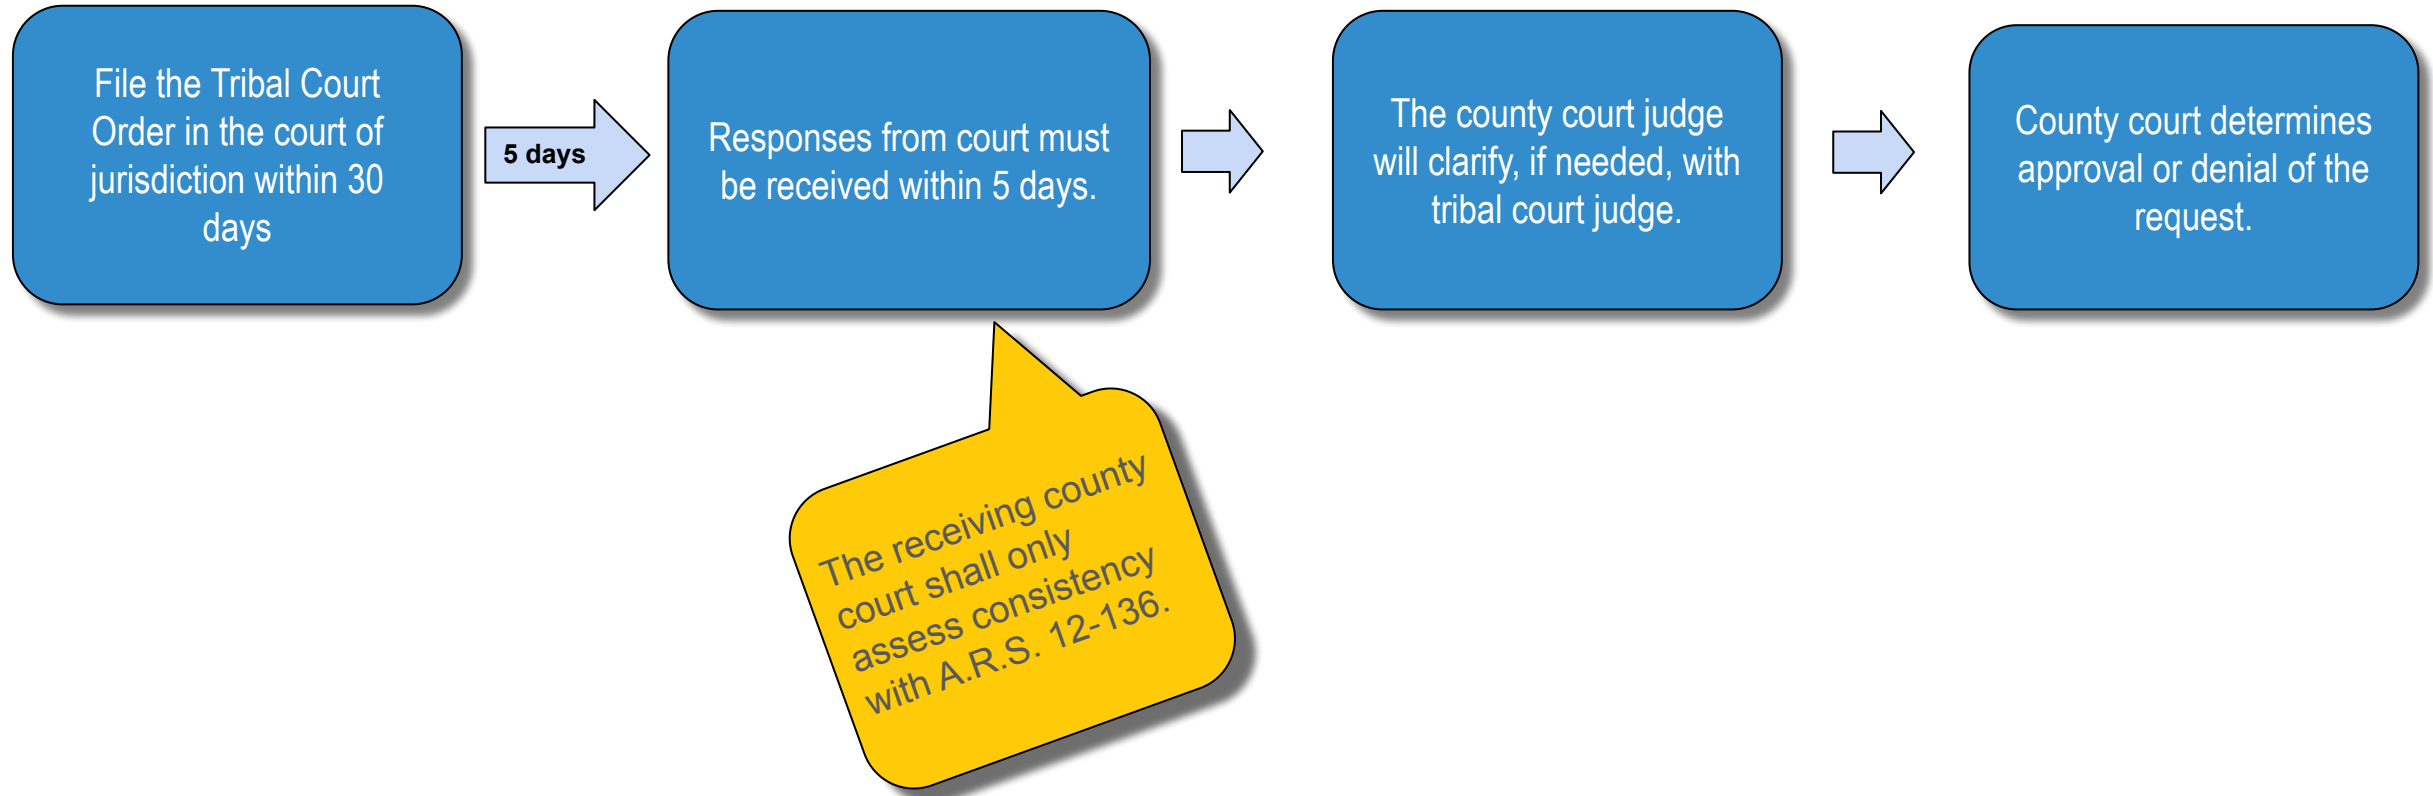 File the Tribal Court
Order in the court of
jurisdiction within 30
days
5 days
Responses from court must
be received within 5 days.
The county court judge
will clarify, if needed, with
tribal court judge.
County court determines
approval or denial of the
request.
The receiving county
court shall only
assess consistency
with A.R.S. 12-136.